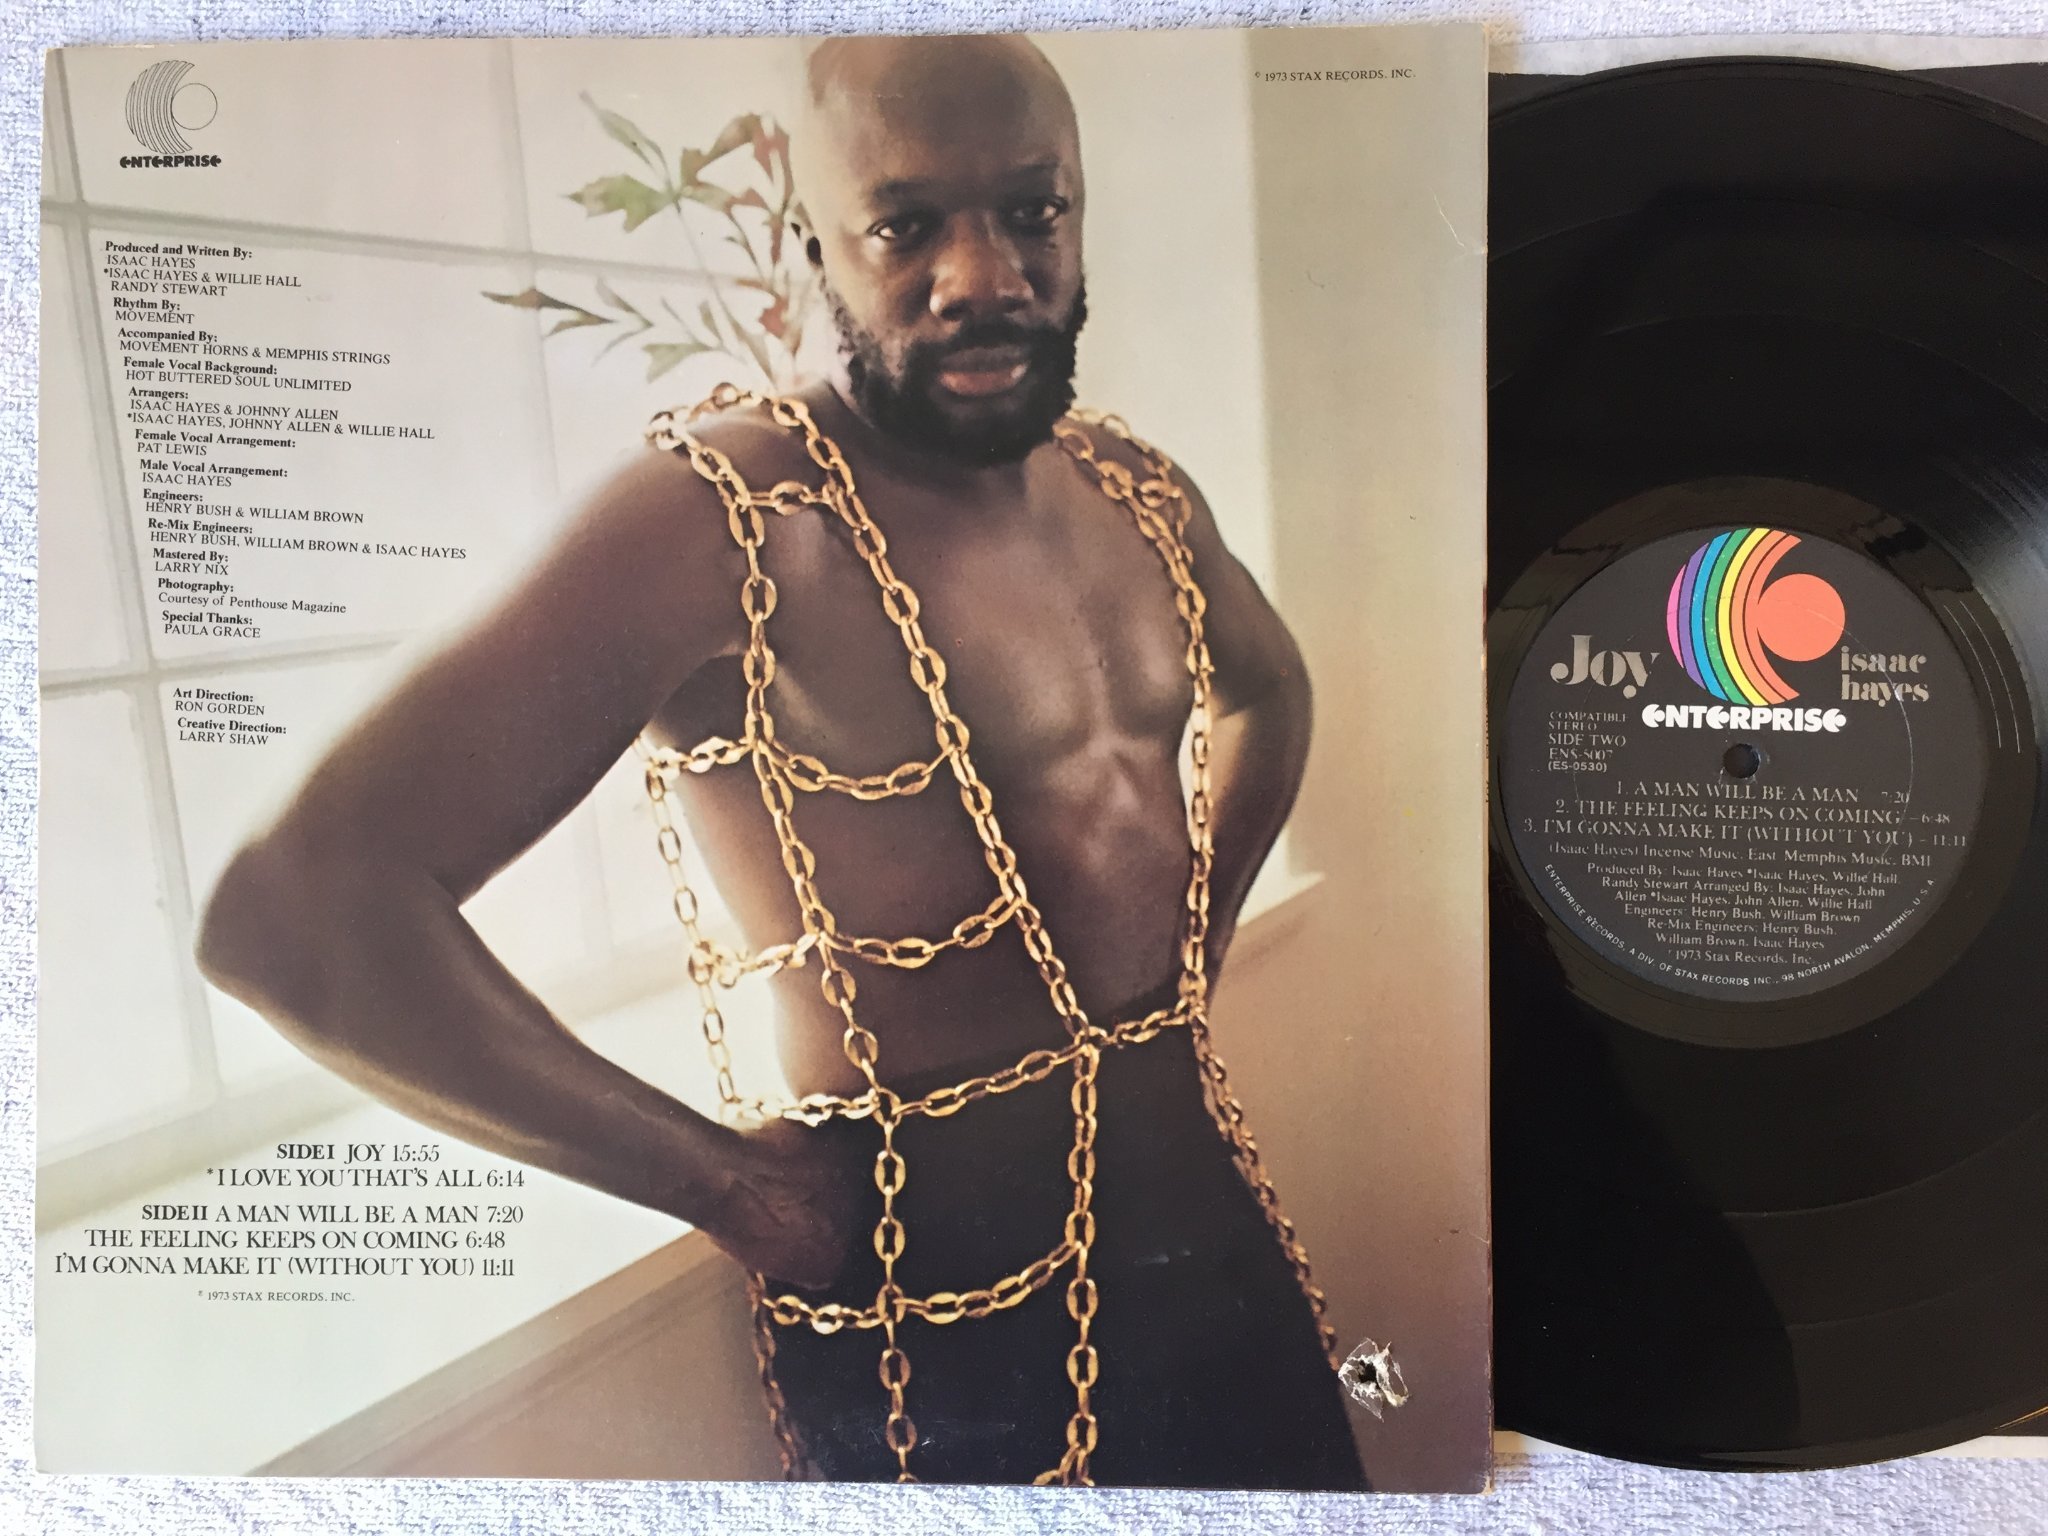 ENTERPRISE
© 1973 STAX RECORDS, INC.
Produced and Written By:
ISAAC HAYES
*ISAAC HAYES & WILLIE HALL
RANDY STEWART
Rhythm By:
MOVEMENT
Accompanied By:
MOVEMENT HORNS & MEMPHIS STRINGS
Female Vocal Background:
HOT BUTTERED SOUL UNLIMITED
Arrangers:
ISAAC HAYES & JOHNNY ALLEN
*ISAAC HAYES, JOHNNY ALLEN & WILLIE HALL
Female Vocal Arrangement:
PAT LEWIS
Male Vocal Arrangement:
ISAAC HAYES
Engineers:
HENRY BUSH & WILLIAM BROWN
Re-Mix Engineers:
HENRY BUSH, WILLIAM BROWN & ISAAC HAYES
Mastered By:
LARRY NIX
Photography:
Courtesy of Penthouse Magazine
Special Thanks:
PAULA GRACE
Art Direction:
RON GORDEN
Creative Direction:
LARRY SHAW
SIDE I JOY 15:55
*I LOVE YOU THAT'S ALL 6:14
SIDE II A MAN WILL BE A MAN 7:20
THE FEELING KEEPS ON COMING 6:48
I'M GONNA MAKE IT (WITHOUT YOU) 11:11
℗ 1973 STAX RECORDS, INC.
Joy
isaac
hayes
ENTERPRISE
COMPATIBLE
STEREO
SIDE TWO
ENS-5007
(ES-0530)
1. A MAN WILL BE A MAN 7:20
2. THE FEELING KEEPS ON COMING - 6:48
3. I'M GONNA MAKE IT (WITHOUT YOU) - 11:11
(Isaac Hayes) Incense Music, East Memphis Music, BMI
Produced By: Isaac Hayes *Isaac Hayes, Willie Hall,
Randy Stewart Arranged By: Isaac Hayes, John
Allen *Isaac Hayes, John Allen, Willie Hall
Engineers: Henry Bush, William Brown
Re-Mix Engineers: Henry Bush,
William Brown, Isaac Hayes
℗ 1973 Stax Records, Inc.
ENTERPRISE RECORDS, A DIV. OF STAX RECORDS INC., 98 NORTH AVALON, MEMPHIS, U.S.A.